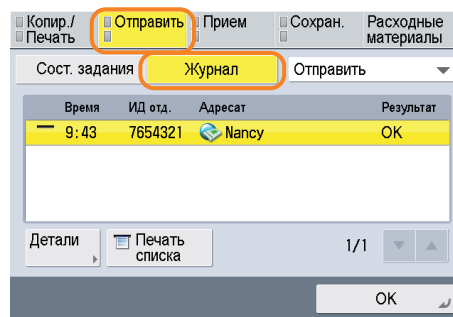 Копир./ Печать
Отправить
Прием
Сохран.
Расходные материалы
Сост. задания
Журнал
Отправить
Время ИД отд. Адресат Результат
9:43 7654321 Nancy OK
Детали
Печать списка
1/1
OK